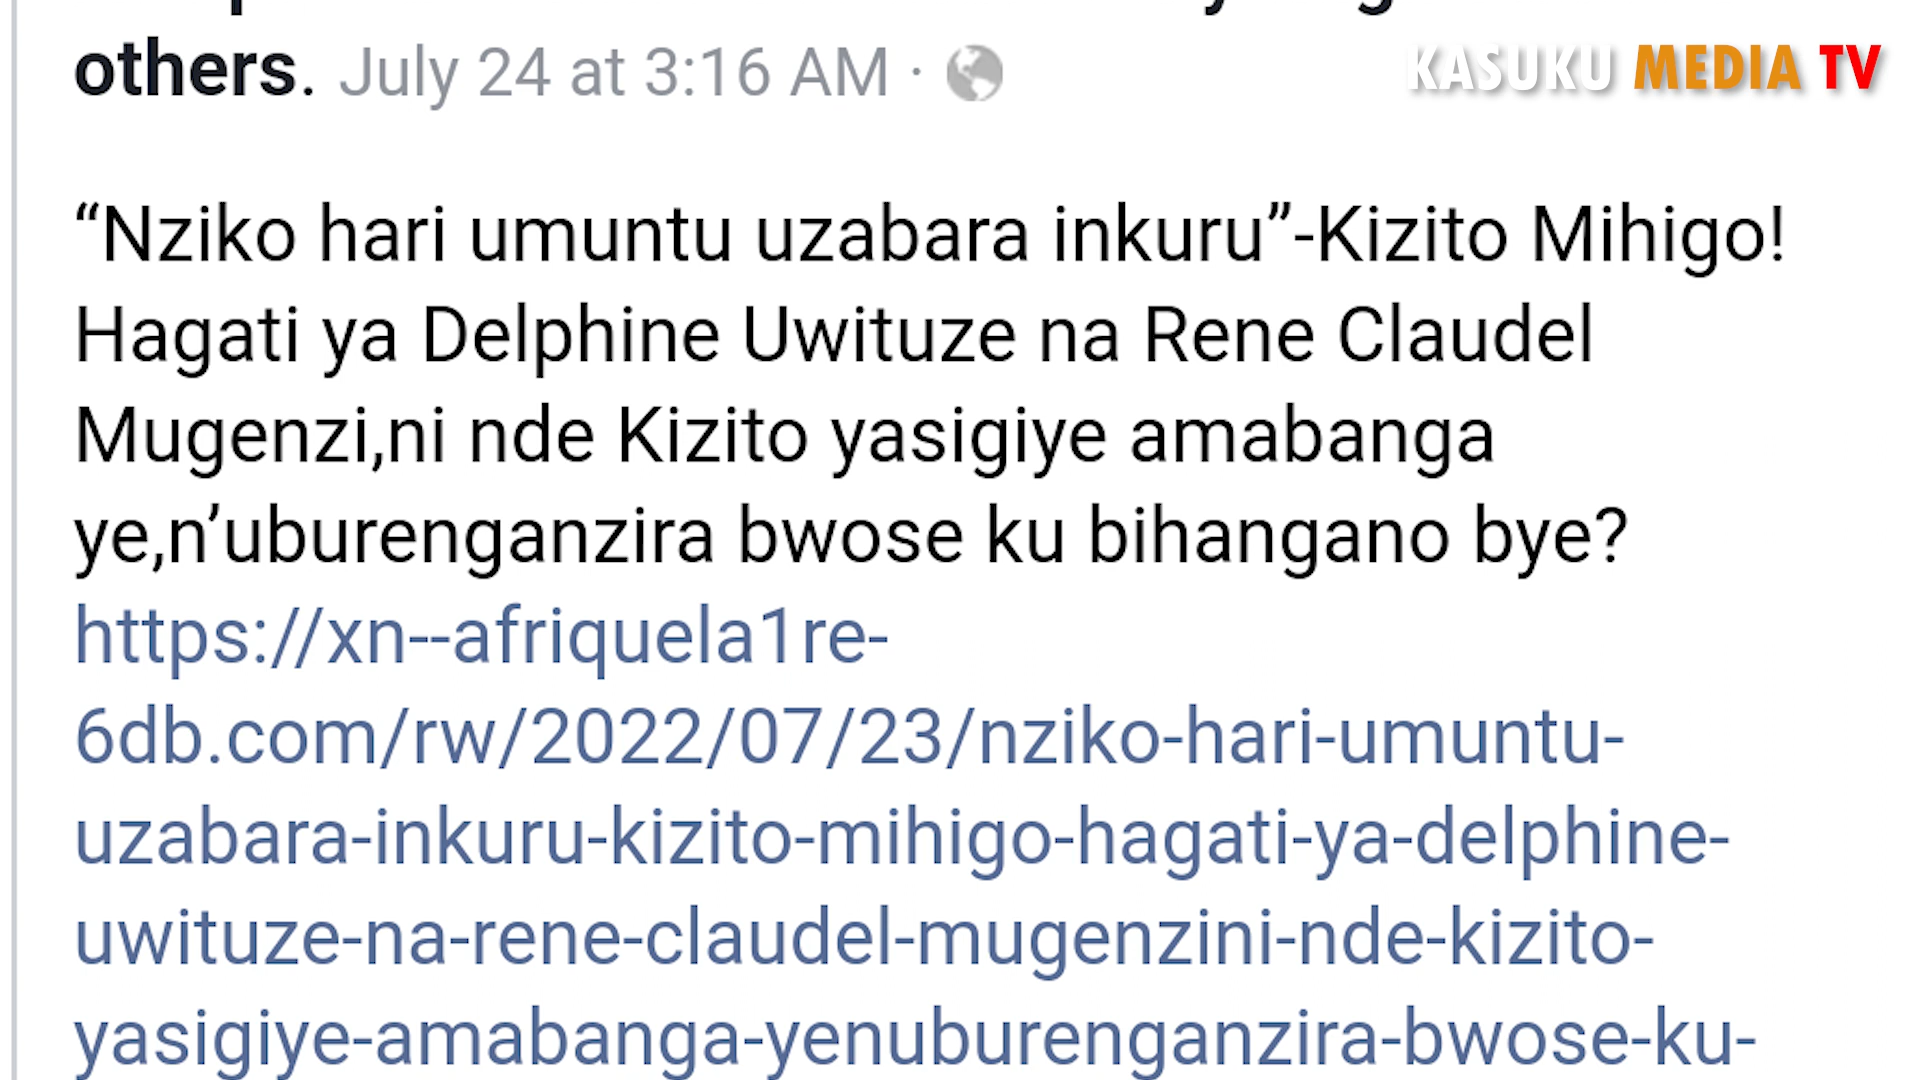 others. July 24 at 3:16 AM ·
KASUKU MEDIA TV
“Nziko hari umuntu uzabara inkuru”-Kizito Mihigo!
Hagati ya Delphine Uwituze na Rene Claudel
Mugenzi,ni nde Kizito yasigiye amabanga
ye,n’uburenganzira bwose ku bihangano bye?
https://xn--afriquela1re-
6db.com/rw/2022/07/23/nziko-hari-umuntu-
uzabara-inkuru-kizito-mihigo-hagati-ya-delphine-
uwituze-na-rene-claudel-mugenzini-nde-kizito-
yasigiye-amabanga-yenuburenganzira-bwose-ku-